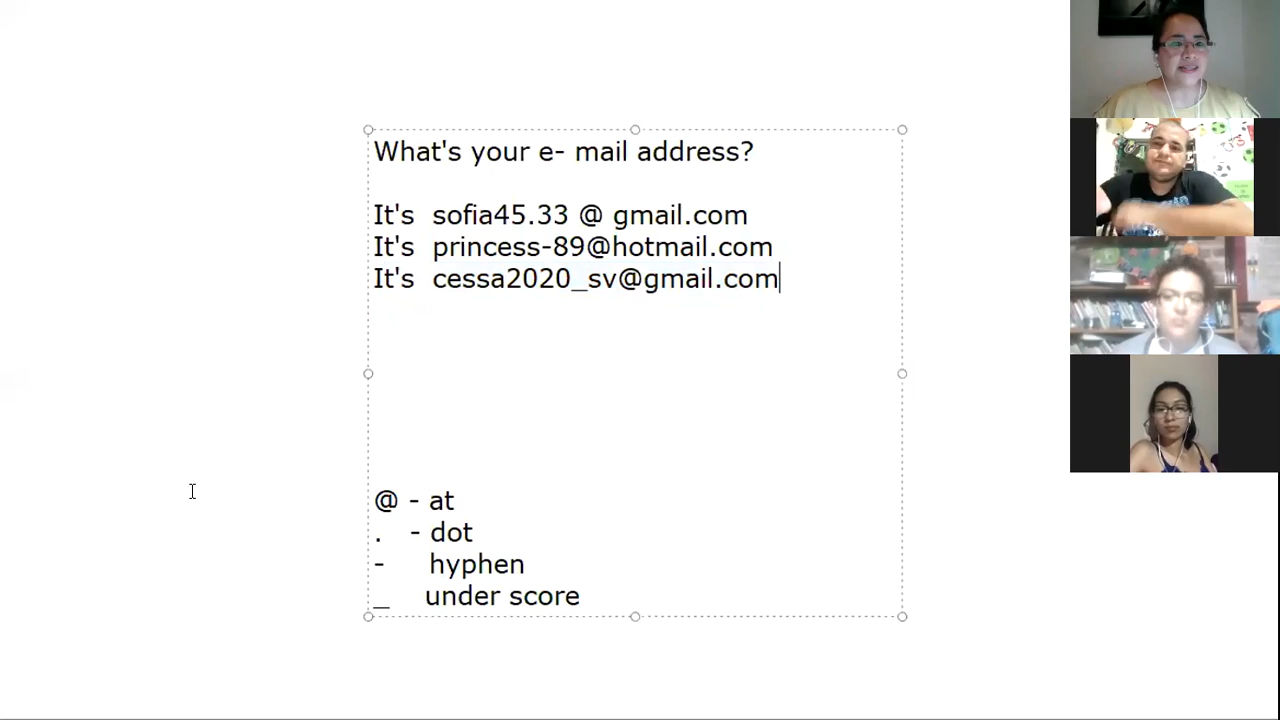 What's your e- mail address?
It's sofia45.33 @ gmail.com
It's princess-89@hotmail.com
It's cessa2020_sv@gmail.com
@ - at
. - dot
- hyphen
_ under score